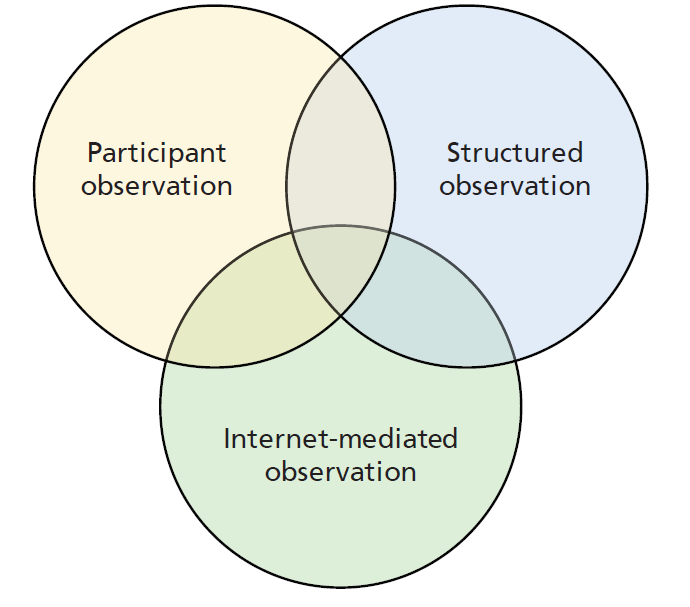 Participant
observation
Structured
observation
Internet-mediated
observation